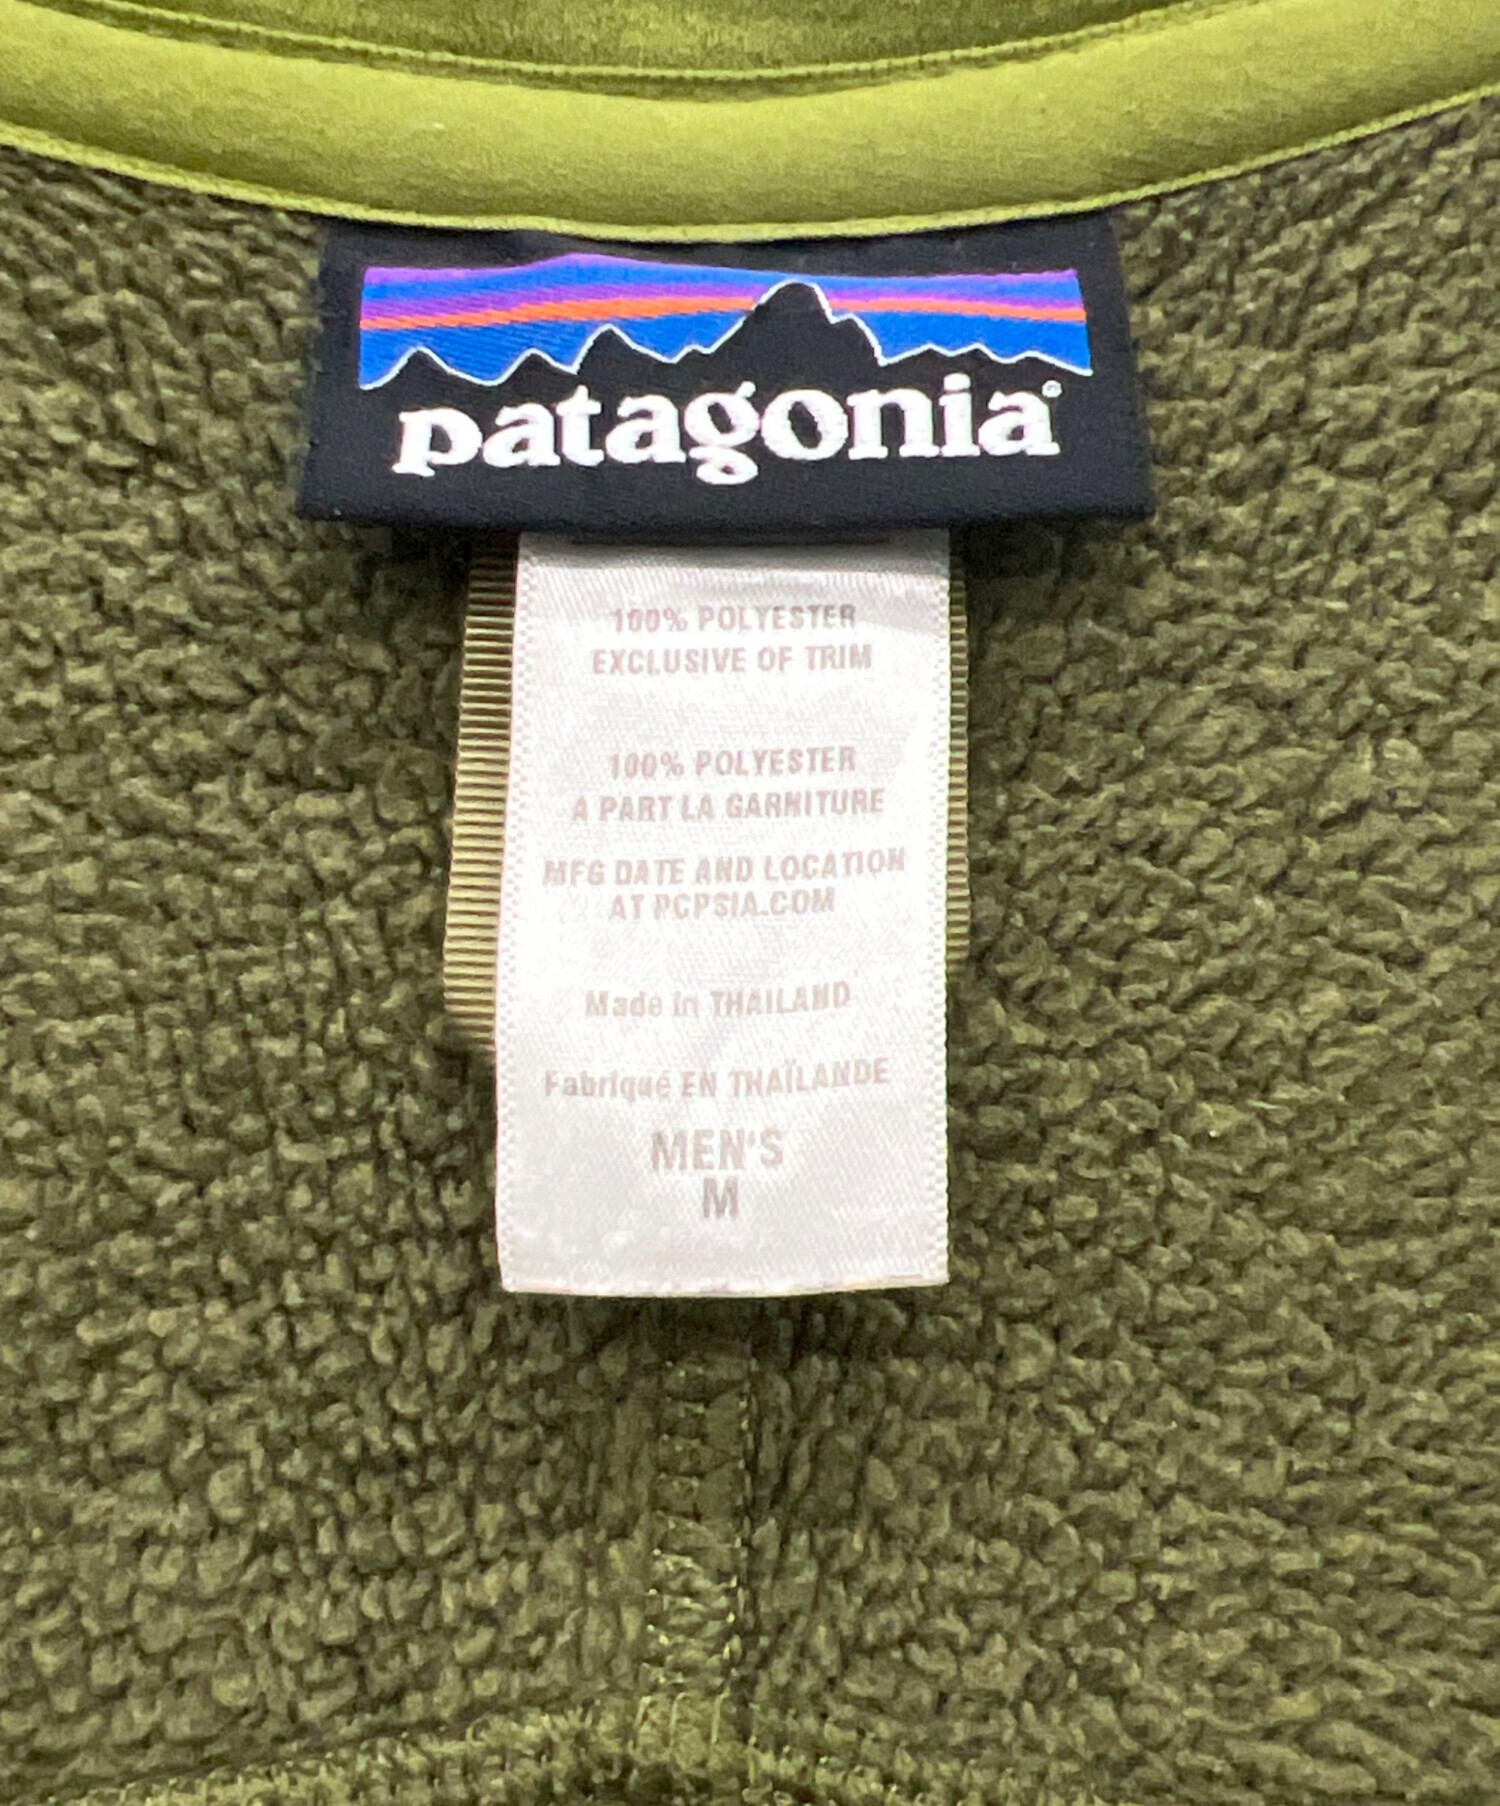 patagonia®
100% POLYESTER
EXCLUSIVE OF TRIM
100% POLYESTER
A PART LA GARNITURE
MFG DATE AND LOCATION
AT PCPSIA.COM
Made in THAILAND
Fabriqué EN THAÏLANDE
MEN'S
M